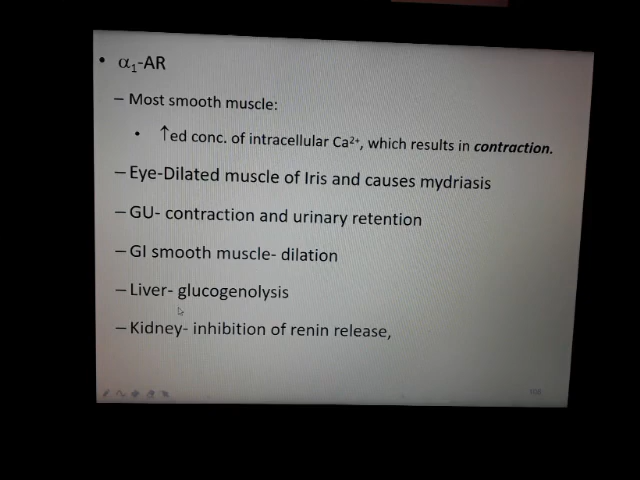 • α₁-AR
– Most smooth muscle:
• ↑ed conc. of intracellular Ca²⁺, which results in contraction.
– Eye-Dilated muscle of Iris and causes mydriasis
– GU- contraction and urinary retention
– GI smooth muscle- dilation
– Liver- glucogenolysis
– Kidney- inhibition of renin release,